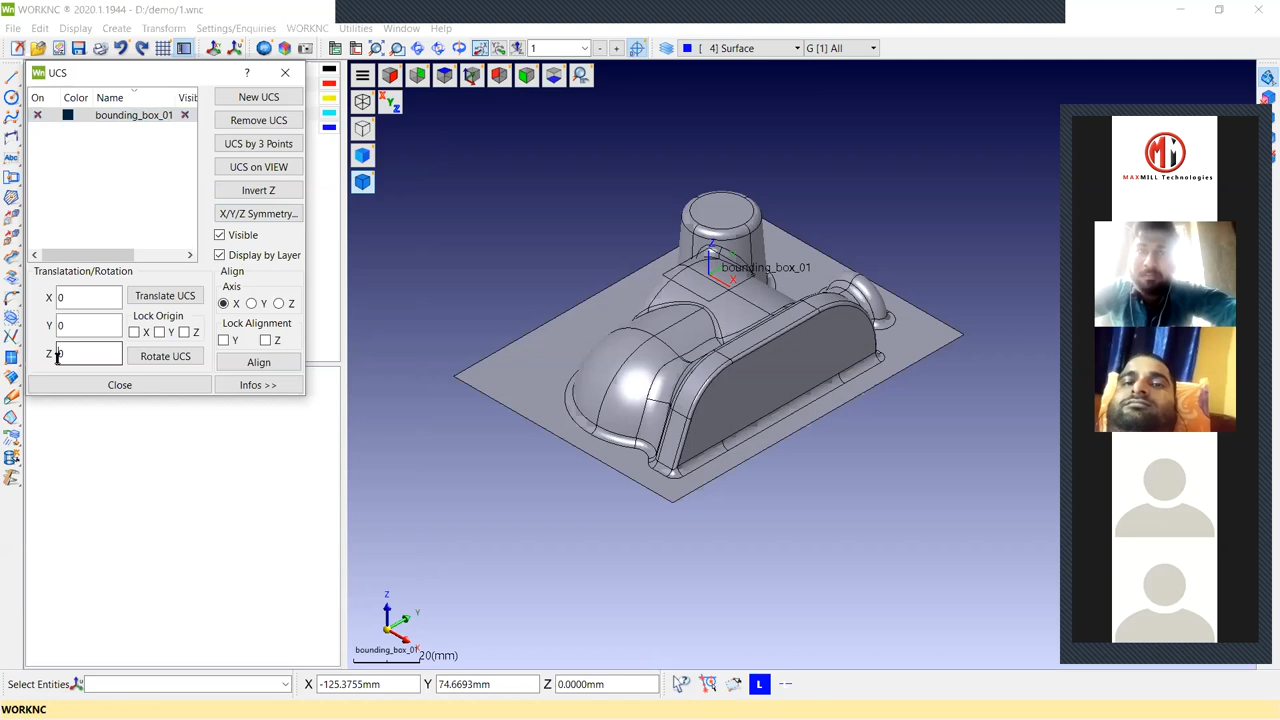 WORKNC ® 2020.1.1944 - D:/demo/1.wnc
File Edit Display Create Transform Settings/Enquiries WORKNC Utilities Window Help
1 - + [ 4] Surface G [1] All
Wn UCS ? ✕
On Color Name Visit
bounding_box_01
New UCS
Remove UCS
UCS by 3 Points
UCS on VIEW
Invert Z
X/Y/Z Symmetry...
Visible
Display by Layer
Translatation/Rotation
X 0 Translate UCS
Y 0 Lock Origin
X Y Z
Z 0 Rotate UCS
Align
Axis
X Y Z
Lock Alignment
Y Z
Align
Close Infos >>
X
Y
Z
Z
bounding_box_01
X
MAXMILL Technologies
Z
Y
X
bounding_box_01
20(mm)
Select Entities X -125.3755mm Y 74.6693mm Z 0.0000mm L --
WORKNC